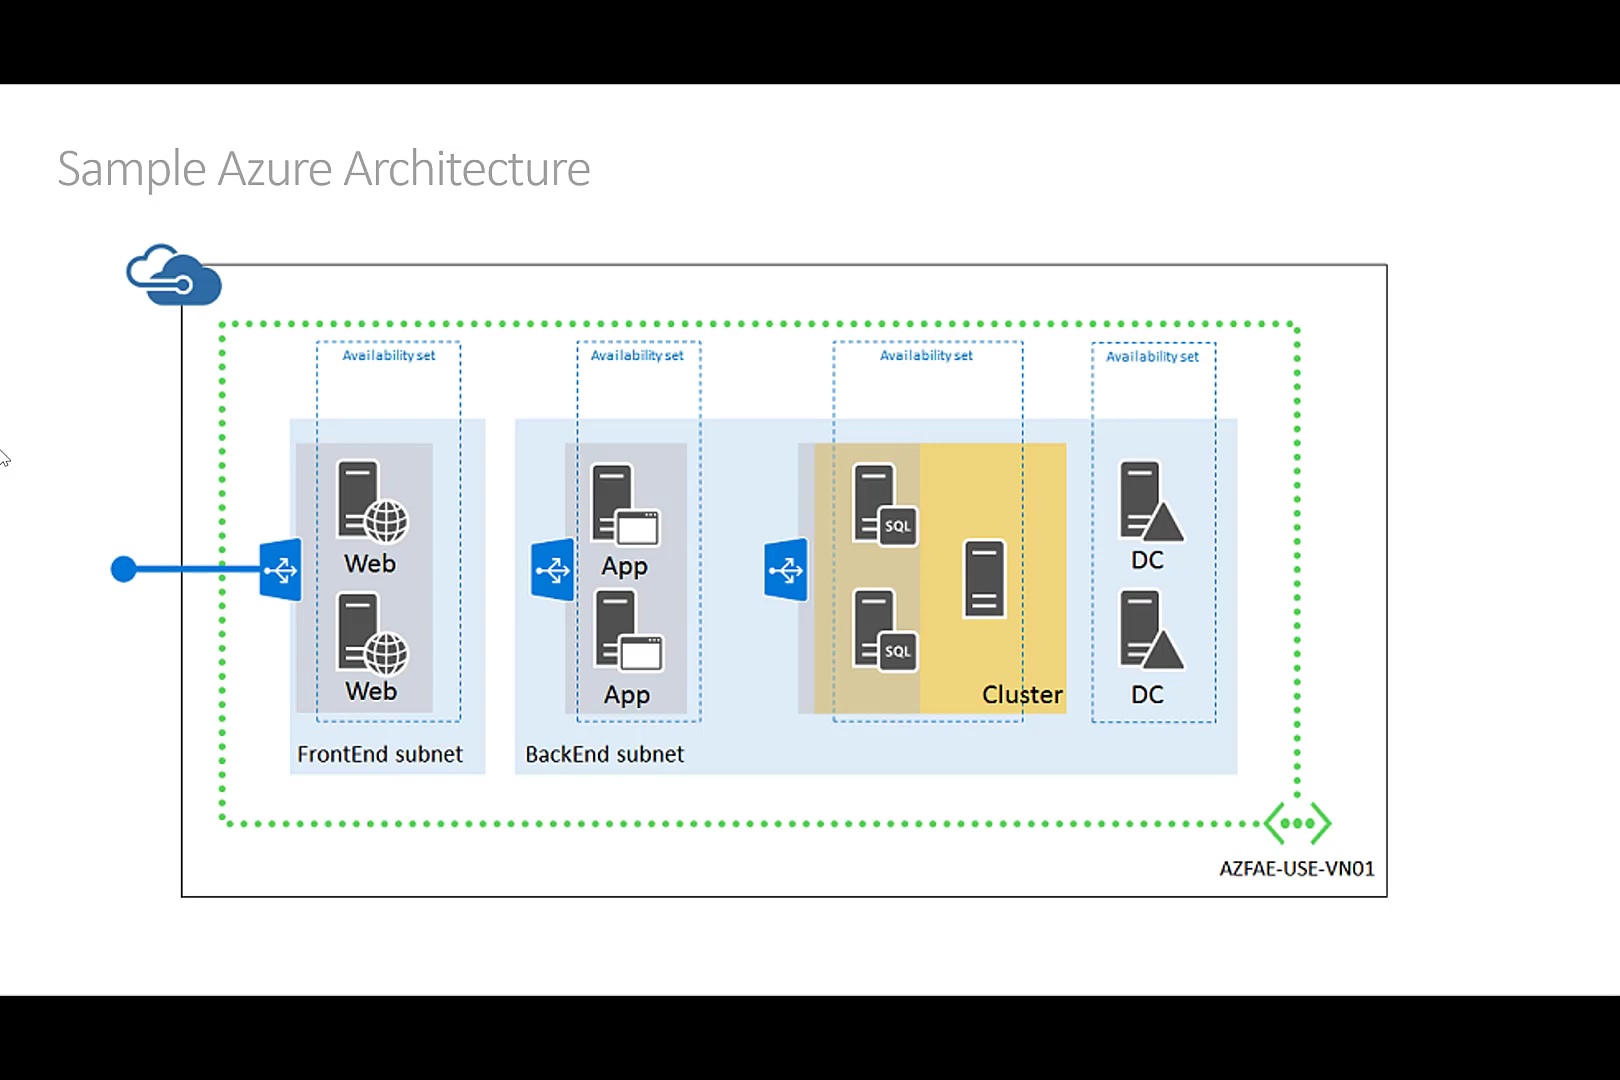 Sample Azure Architecture
Availability set
Availability set
Availability set
Availability set
Web
App
SQL
DC
Web
App
SQL
Cluster
DC
FrontEnd subnet
BackEnd subnet
AZFAE-USE-VN01